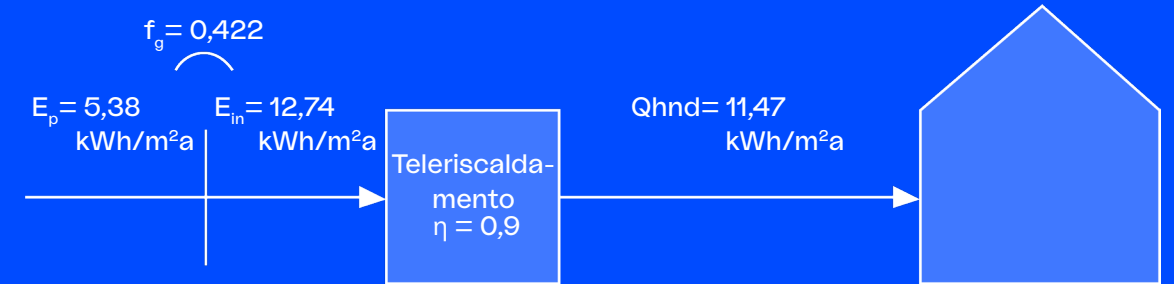 fg= 0,422
Ep= 5,38
kWh/m²a
Ein= 12,74
kWh/m²a
Qhnd= 11,47
kWh/m²a
Teleriscalda-
mento
η = 0,9